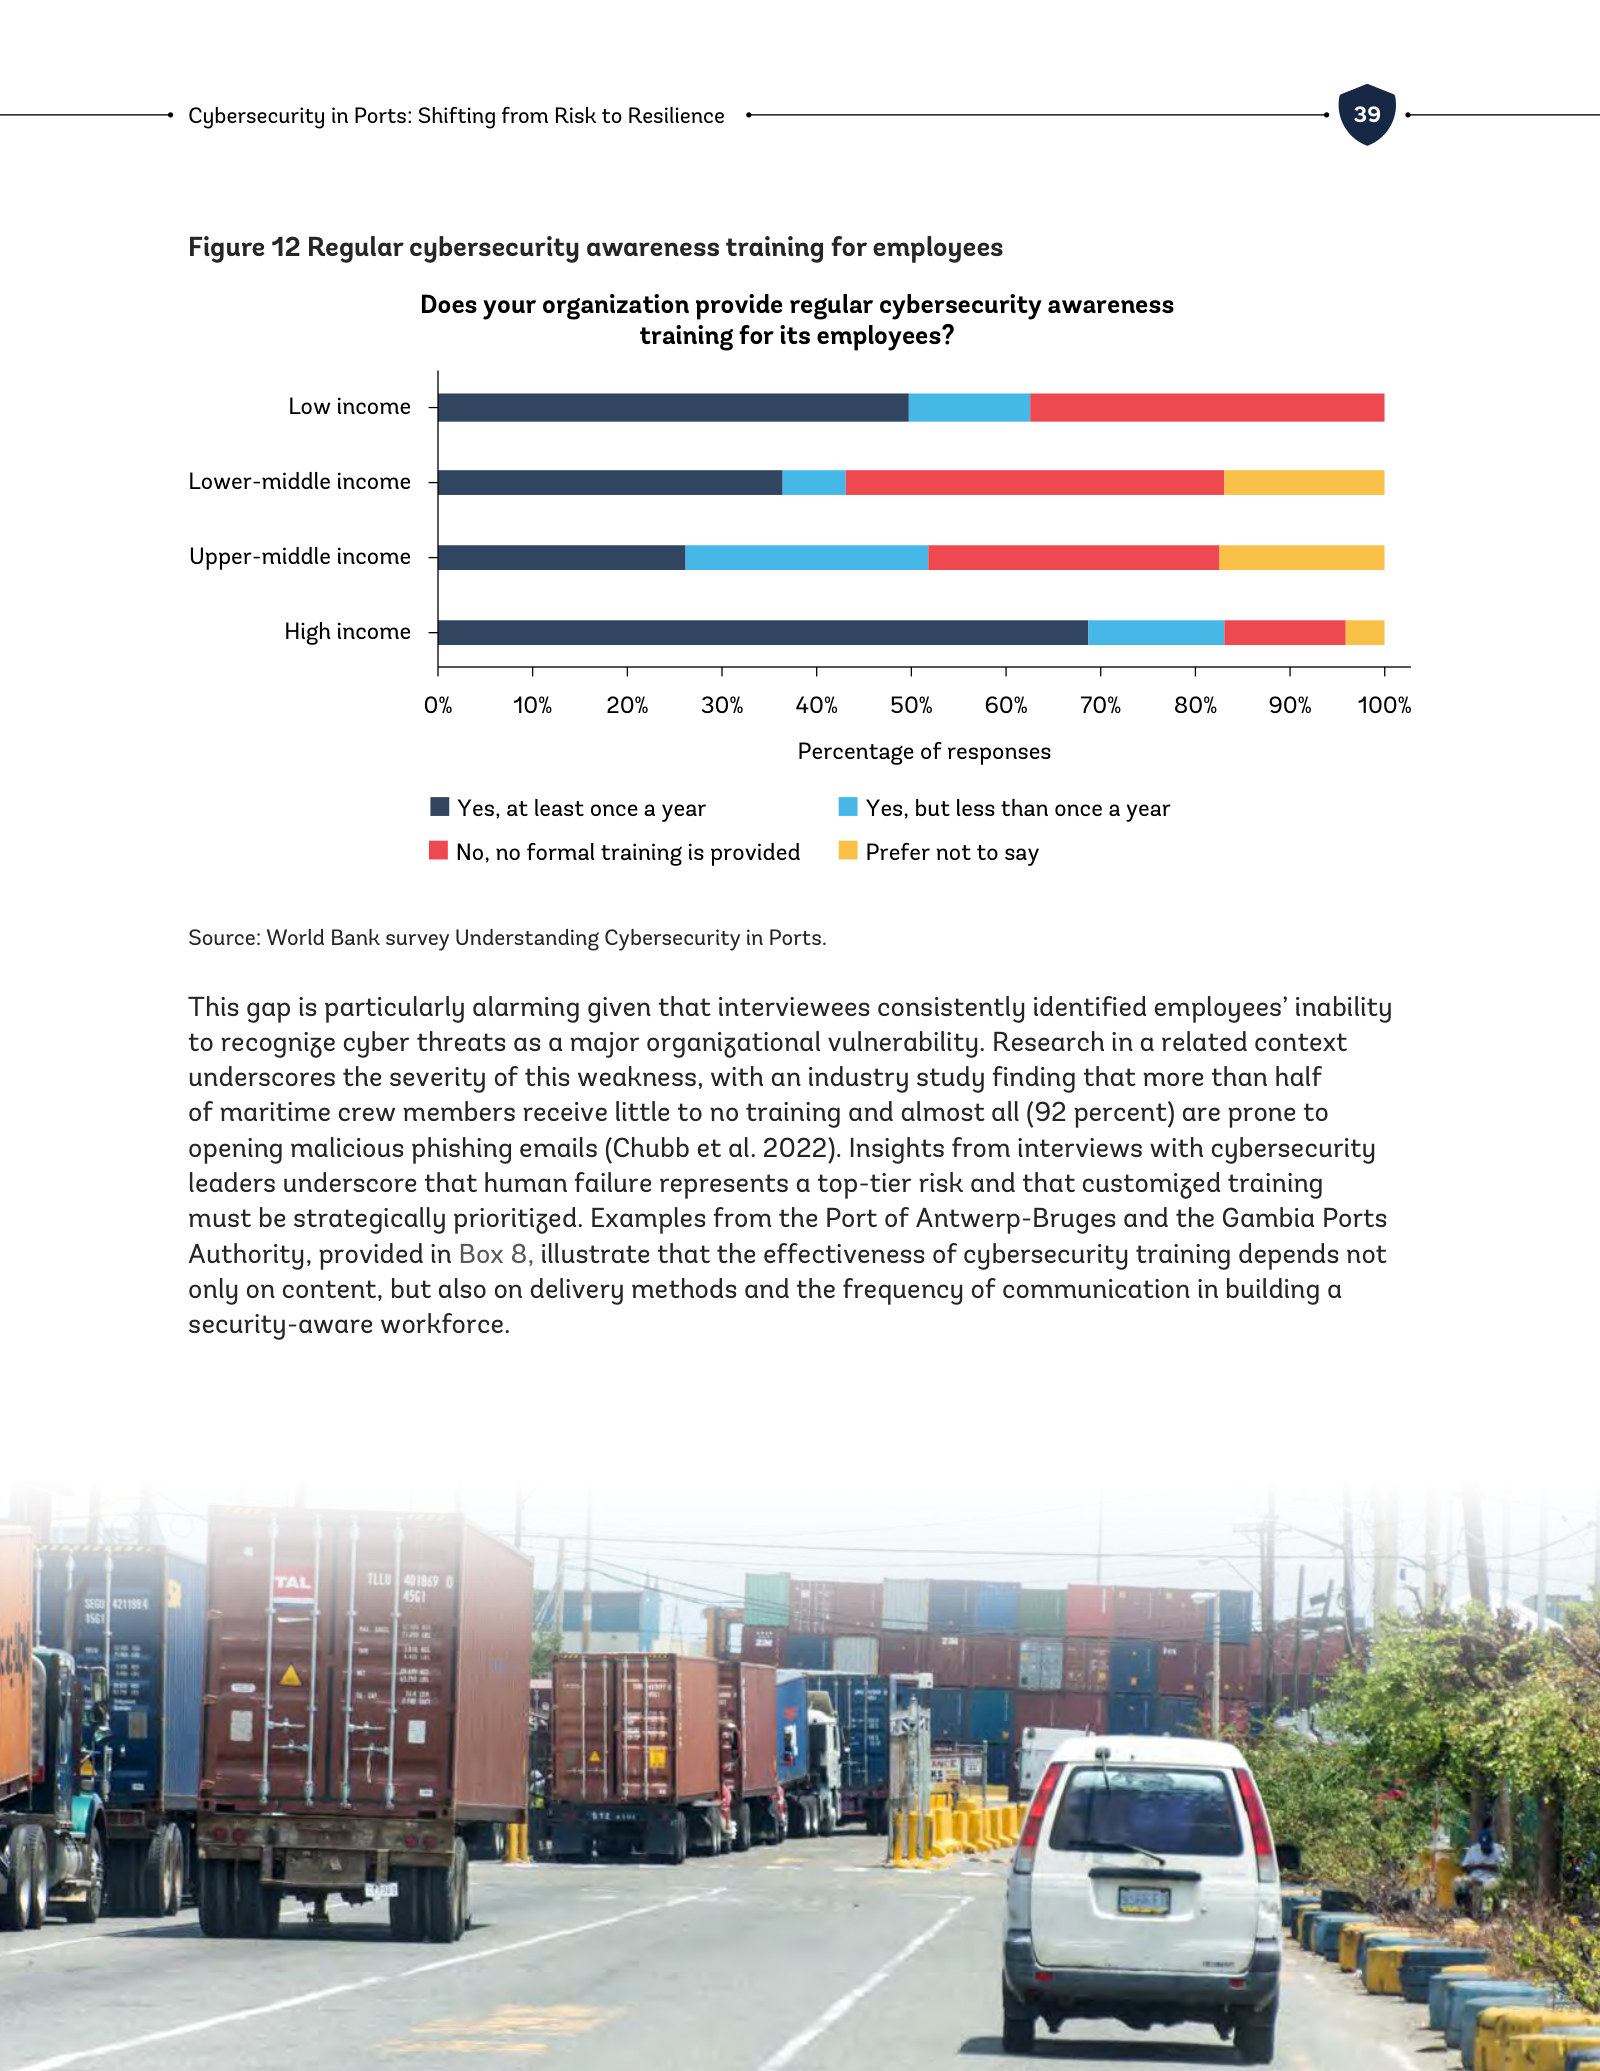 Cybersecurity in Ports: Shifting from Risk to Resilience
39
Figure 12 Regular cybersecurity awareness training for employees
Does your organization provide regular cybersecurity awareness
training for its employees?
Low income
Lower-middle income
Upper-middle income
High income
0% 10% 20% 30% 40% 50% 60% 70% 80% 90% 100%
Percentage of responses
Yes, at least once a year
Yes, but less than once a year
No, no formal training is provided
Prefer not to say
Source: World Bank survey Understanding Cybersecurity in Ports.
This gap is particularly alarming given that interviewees consistently identified employees’ inability
to recognize cyber threats as a major organizational vulnerability. Research in a related context
underscores the severity of this weakness, with an industry study finding that more than half
of maritime crew members receive little to no training and almost all (92 percent) are prone to
opening malicious phishing emails (Chubb et al. 2022). Insights from interviews with cybersecurity
leaders underscore that human failure represents a top-tier risk and that customized training
must be strategically prioritized. Examples from the Port of Antwerp-Bruges and the Gambia Ports
Authority, provided in Box 8, illustrate that the effectiveness of cybersecurity training depends not
only on content, but also on delivery methods and the frequency of communication in building a
security-aware workforce.
TAL
TLLU 401869 0
45G1